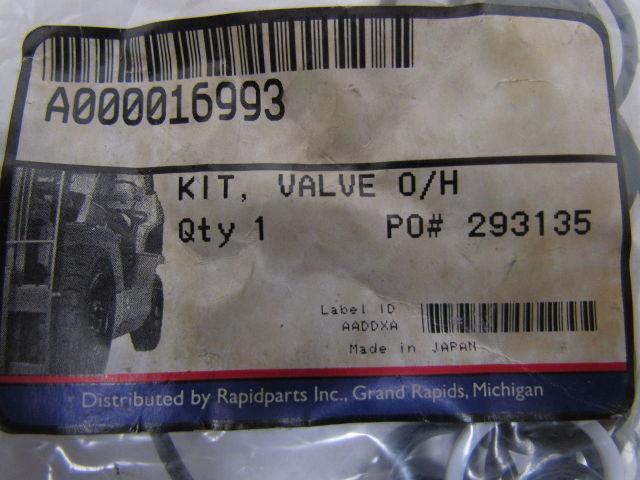 A000016993
KIT, VALVE O/H
Qty 1 PO# 293135
Label ID
AADDXA
Made in JAPAN
Distributed by Rapidparts Inc., Grand Rapids, Michigan